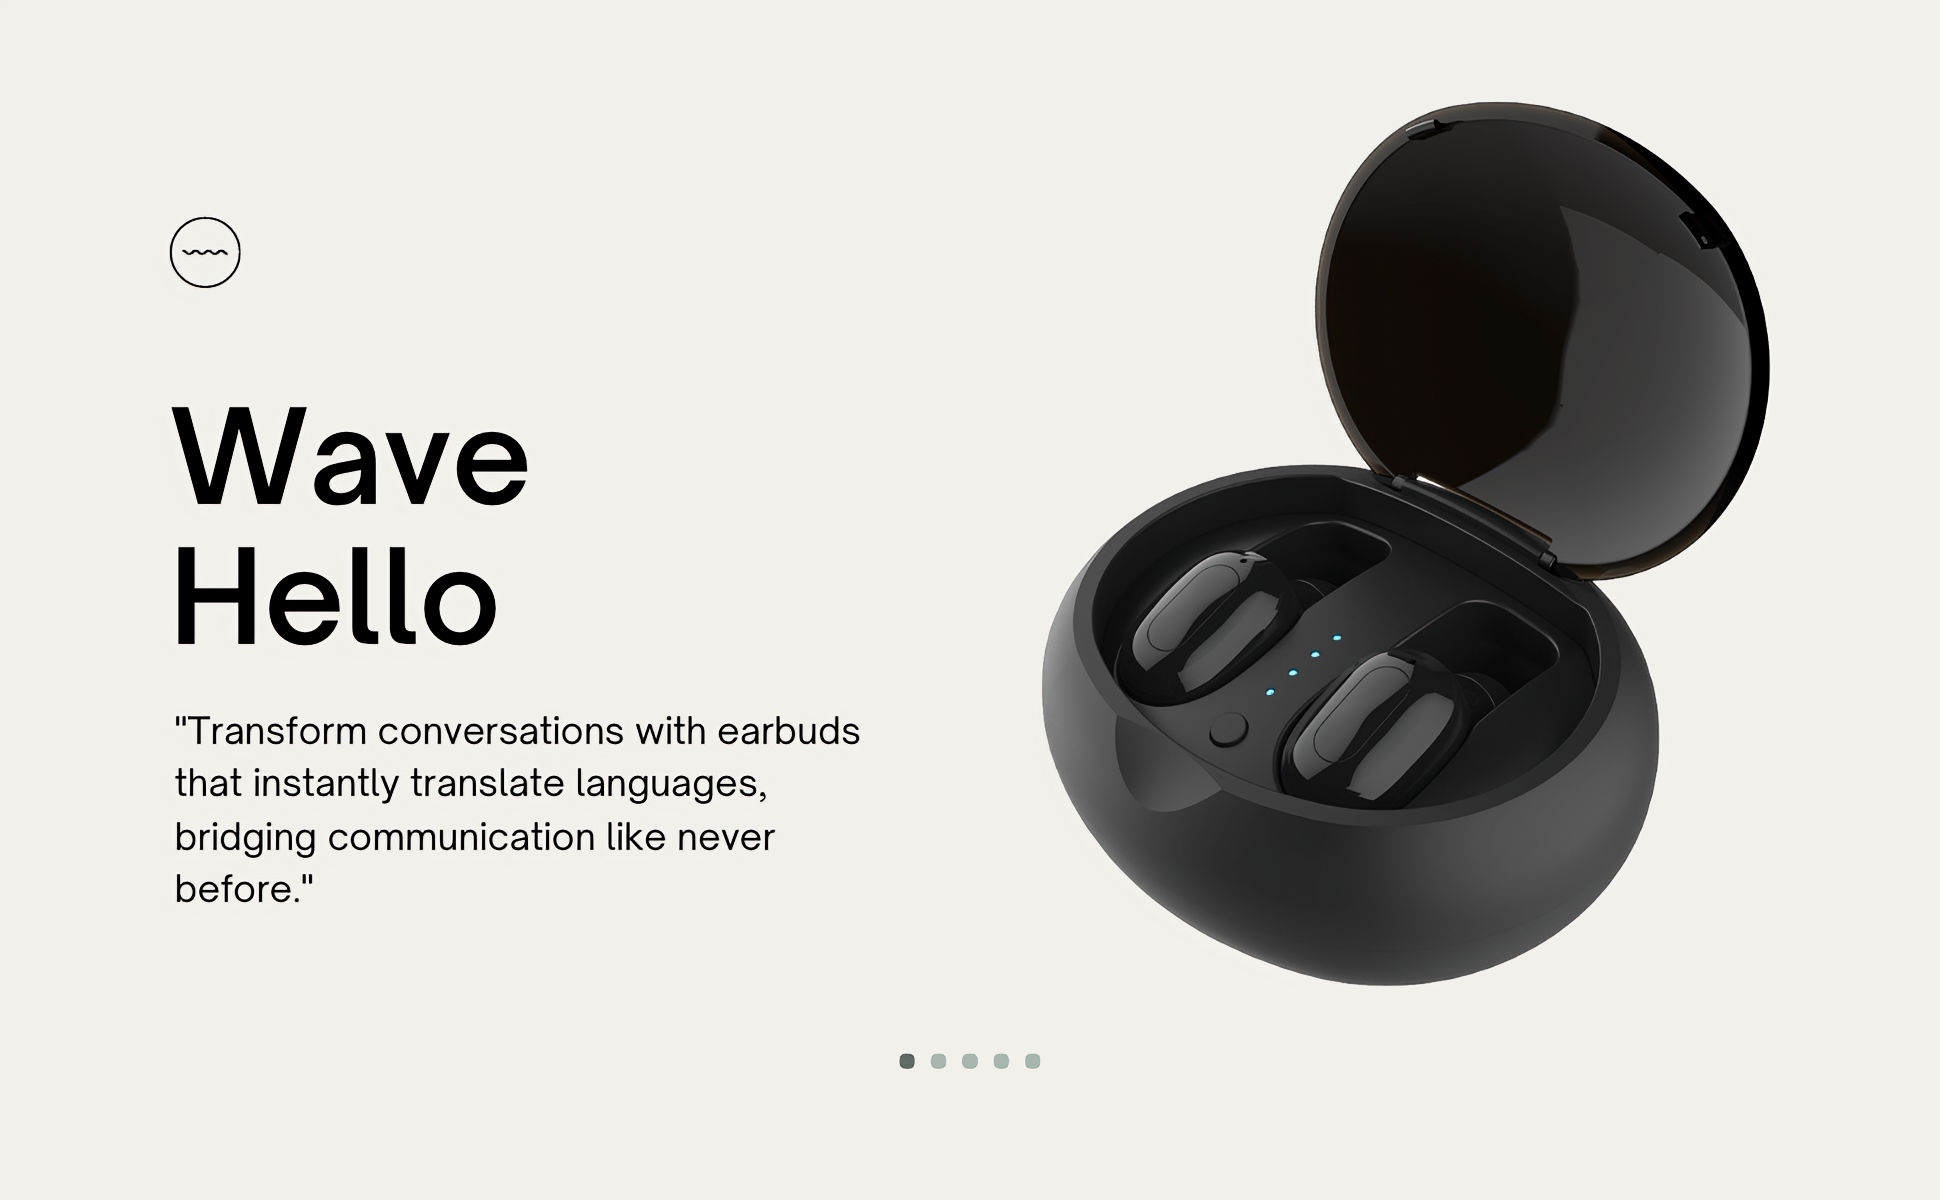 Wave
Hello
"Transform conversations with earbuds
that instantly translate languages,
bridging communication like never
before."